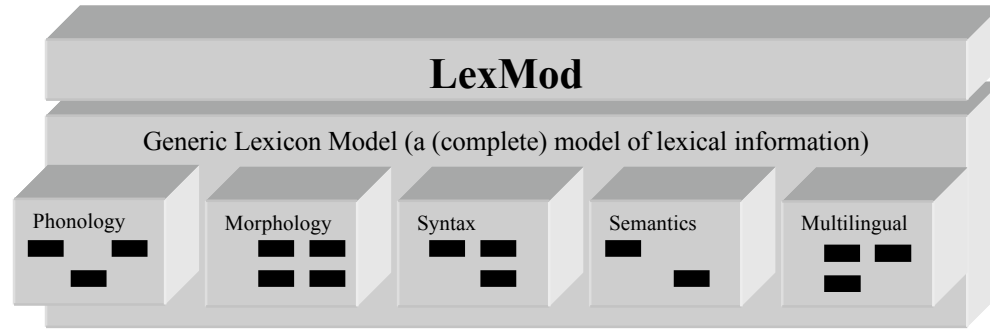 LexMod
Generic Lexicon Model (a (complete) model of lexical information)
Phonology
Morphology
Syntax
Semantics
Multilingual